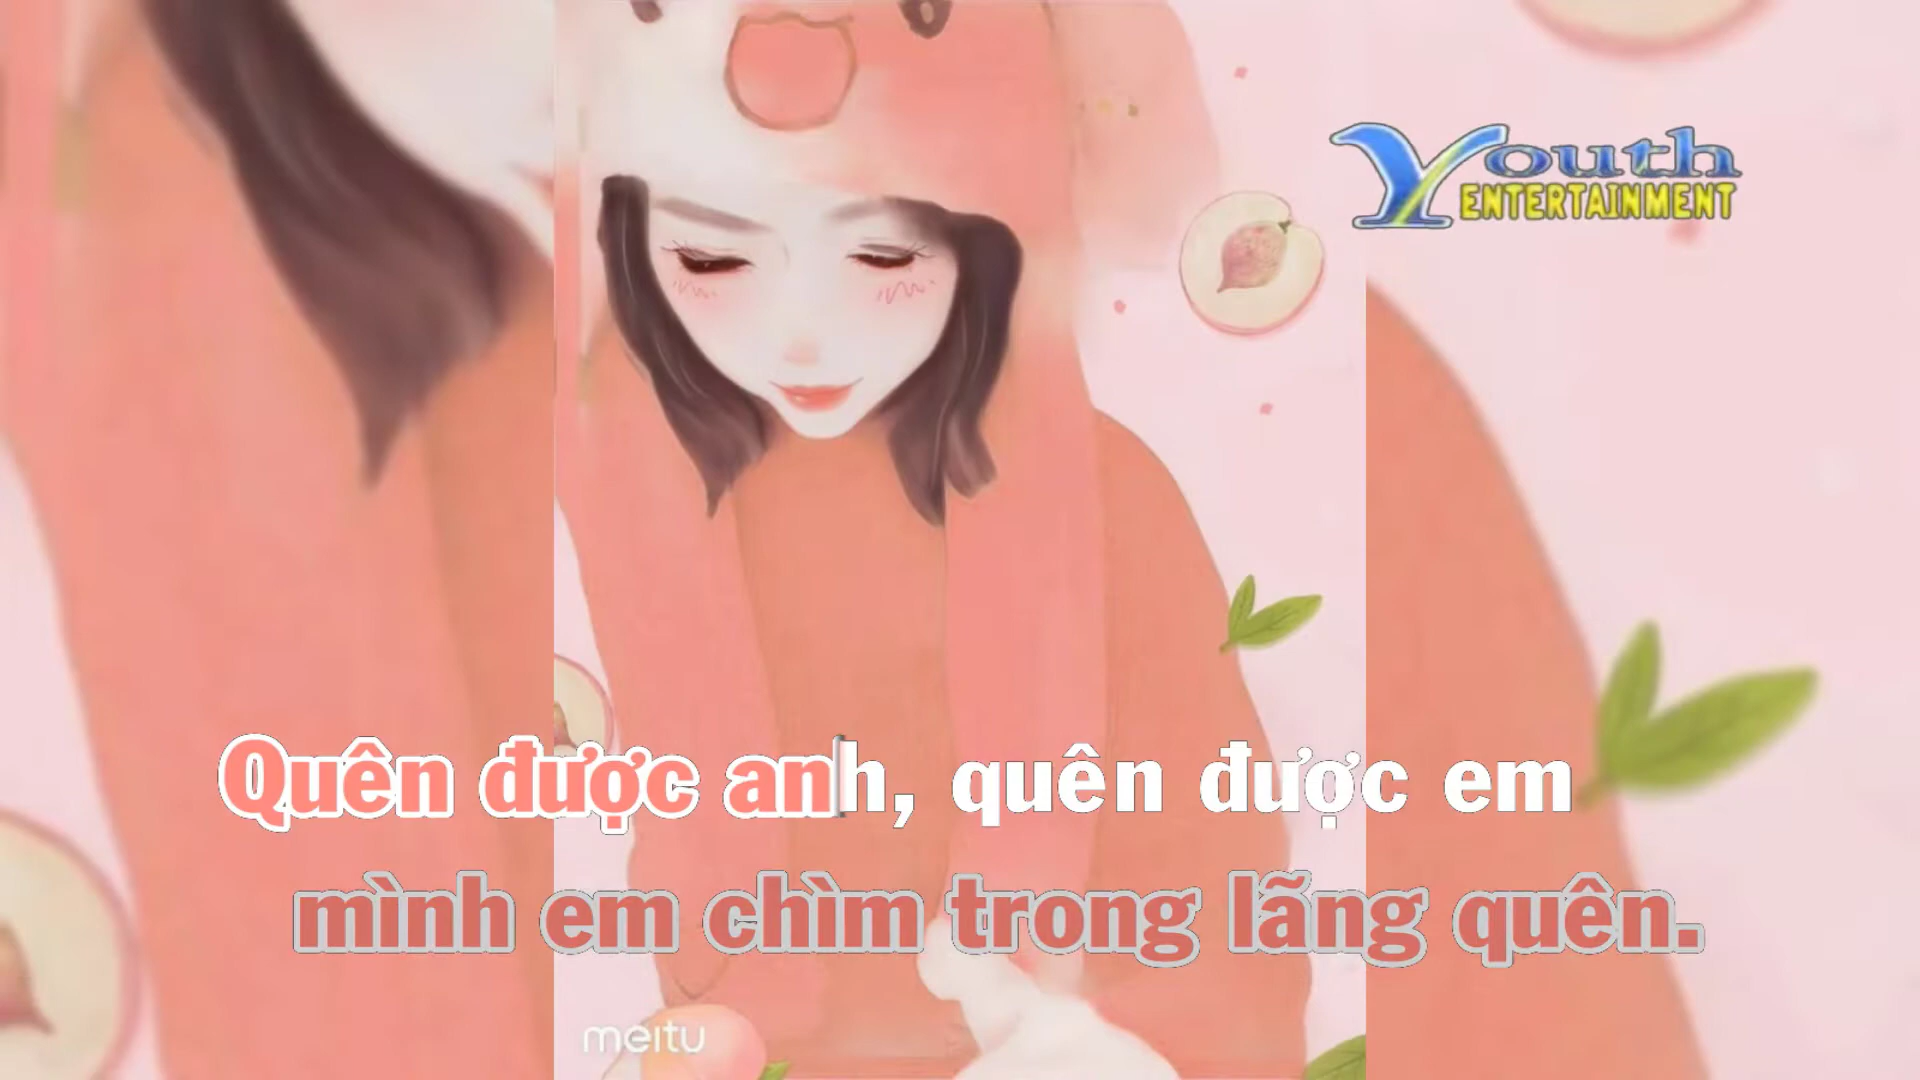 Youth
ENTERTAINMENT
Quên được anh, quên được em
mình em chìm trong lãng quên.
meitu